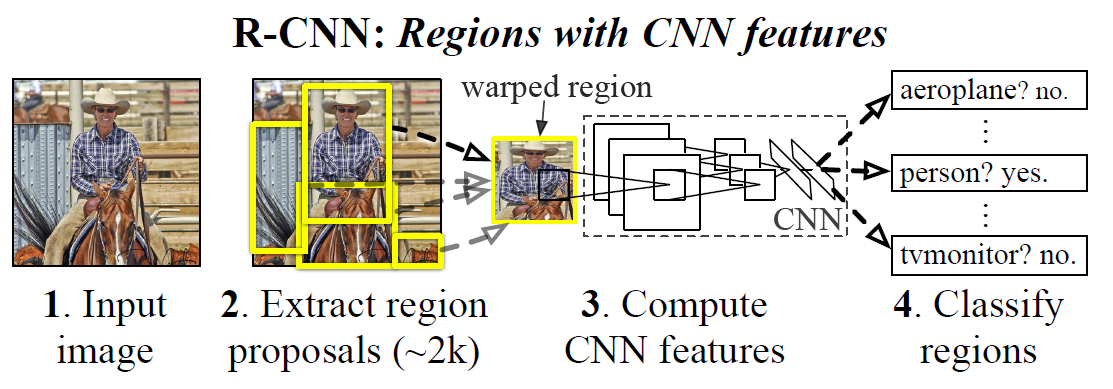 R-CNN: Regions with CNN features
warped region
aeroplane? no.
⋮
person? yes.
⋮
tvmonitor? no.
CNN
1. Input
image
2. Extract region
proposals (~2k)
3. Compute
CNN features
4. Classify
regions